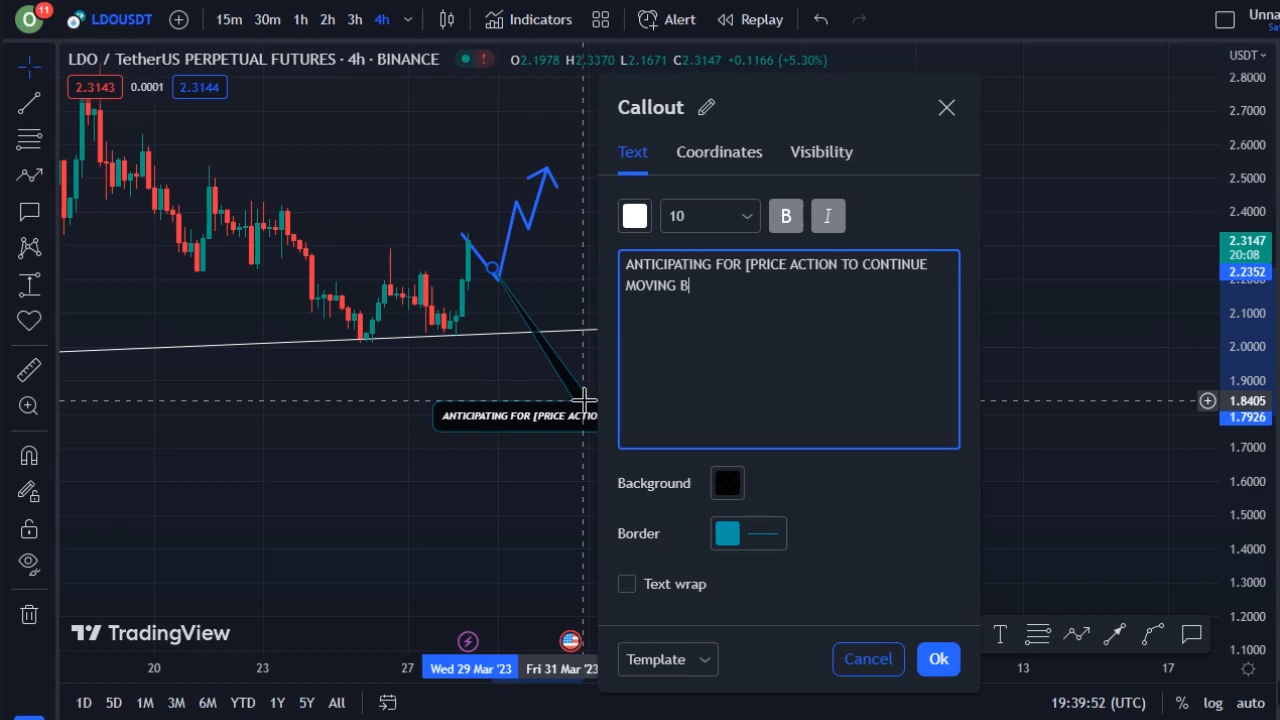 O 11 LDOUSDT 15m 30m 1h 2h 3h 4h Indicators Alert Replay Unna
LDO / TetherUS PERPETUAL FUTURES · 4h · BINANCE ! O2.1978 H2.3370 L2.1671 C2.3147 +0.1166 (+5.30%) USDT
2.3143 0.0001 2.3144
Callout
Text Coordinates Visibility
10 B I
ANTICIPATING FOR [PRICE ACTION TO CONTINUE
MOVING B
ANTICIPATING FOR [PRICE ACTIO
Background
Border
Text wrap
Template Cancel Ok
2.8000
2.7000
2.6000
2.5000
2.4000
2.3147
20:08
2.2352
2.1000
2.0000
1.9000
1.8405
1.7926
1.7000
1.6000
1.5000
1.4000
1.3000
1.2000
1.1000
TradingView
T
20 23 27 Wed 29 Mar '23 Fri 31 Mar '23 13 17
1D 5D 1M 3M 6M YTD 1Y 5Y All 19:39:52 (UTC) % log auto